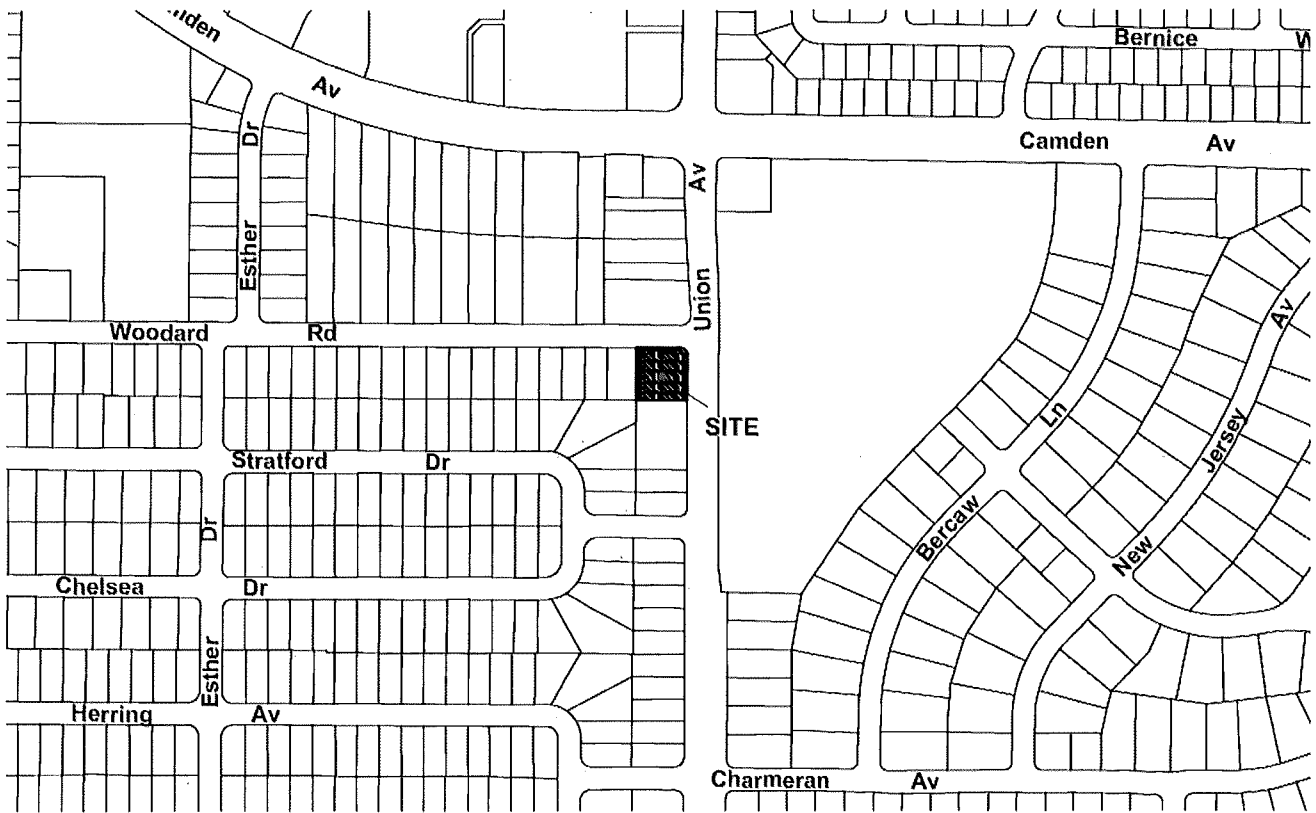 Bernice
Av
Camden Av
Dr
Av
Esther
Union
Av
Woodard Rd
Ln
SITE
Jersey
Stratford Dr
Bercaw
Dr
New
Chelsea Dr
Esther
Herring Av
Charmeran Av